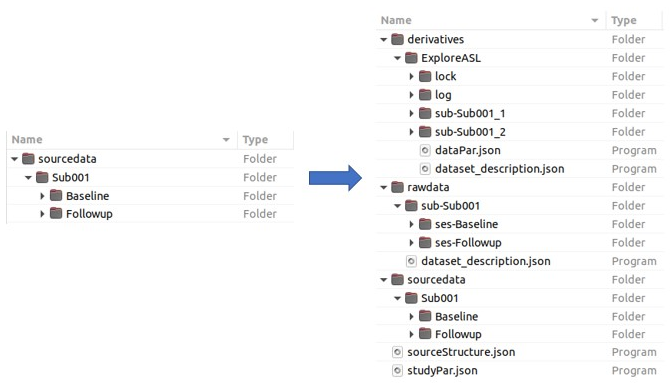 Name Type
sourcedata Folder
Sub001 Folder
Baseline Folder
Followup Folder
Name Type
derivatives Folder
ExploreASL Folder
lock Folder
log Folder
sub-Sub001_1 Folder
sub-Sub001_2 Folder
dataPar.json Program
dataset_description.json Program
rawdata Folder
sub-Sub001 Folder
ses-Baseline Folder
ses-Followup Folder
dataset_description.json Program
sourcedata Folder
Sub001 Folder
Baseline Folder
Followup Folder
sourceStructure.json Program
studyPar.json Program